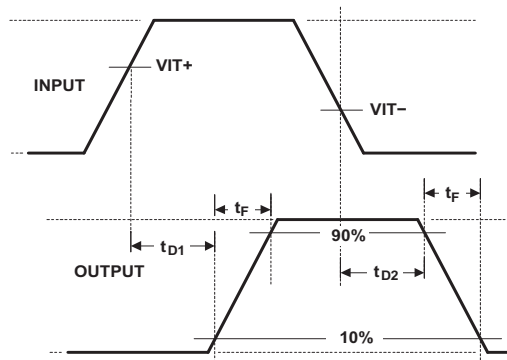 VIT+
INPUT
VIT−
tF
tF
tD1
90%
tD2
OUTPUT
10%